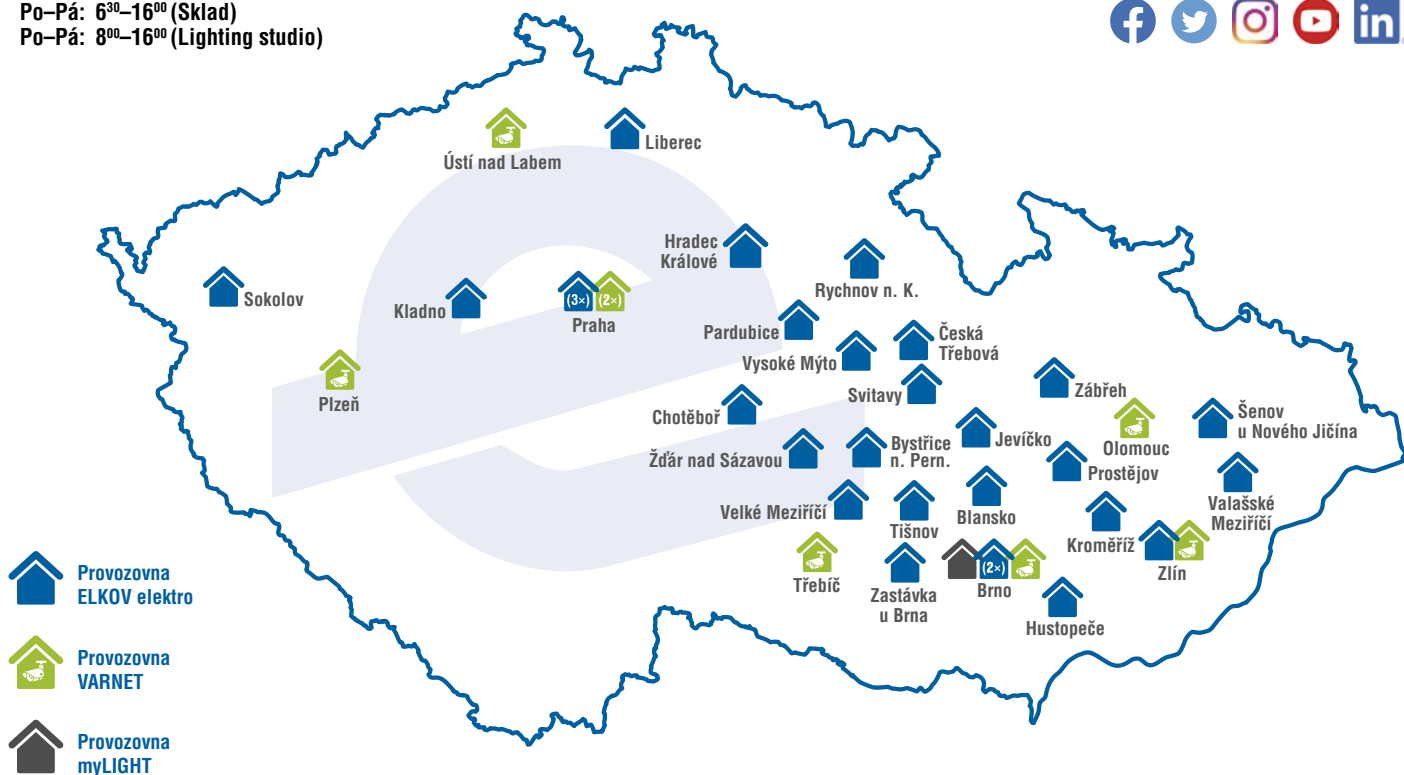 Po–Pá: 6³⁰–16⁰⁰ (Sklad)
Po–Pá: 8⁰⁰–16⁰⁰ (Lighting studio)
in
Ústí nad Labem
Liberec
Hradec
Králové
Rychnov n. K.
Sokolov
Kladno
(3×)
(2×)
Praha
Pardubice
Česká
Třebová
Vysoké Mýto
Plzeň
Svitavy
Zábřeh
Chotěboř
Šenov
u Nového Jičína
Olomouc
Jevíčko
Bystřice
n. Pern.
Žďár nad Sázavou
Prostějov
Valašské
Meziříčí
Velké Meziříčí
Tišnov
Blansko
Kroměříž
Zlín
Třebíč
Zastávka
u Brna
(2×)
Brno
Hustopeče
Provozovna
ELKOV elektro
Provozovna
VARNET
Provozovna
myLIGHT